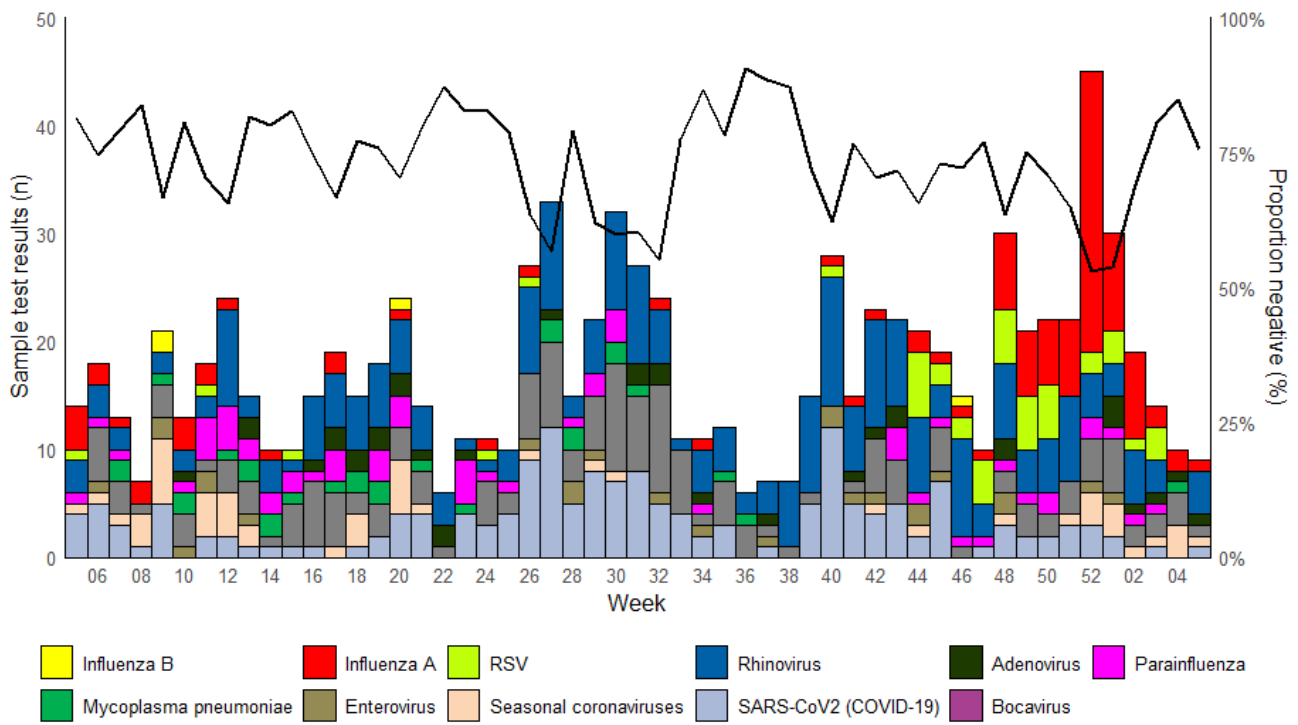 50
40
30
20
10
0
Sample test results (n)
100%
75%
50%
25%
0%
Proportion negative (%)
06 08 10 12 14 16 18 20 22 24 26 28 30 32 34 36 38 40 42 44 46 48 50 52 02 04
Week
Influenza B Influenza A RSV Rhinovirus Adenovirus Parainfluenza
Mycoplasma pneumoniae Enterovirus Seasonal coronaviruses SARS-CoV2 (COVID-19) Bocavirus